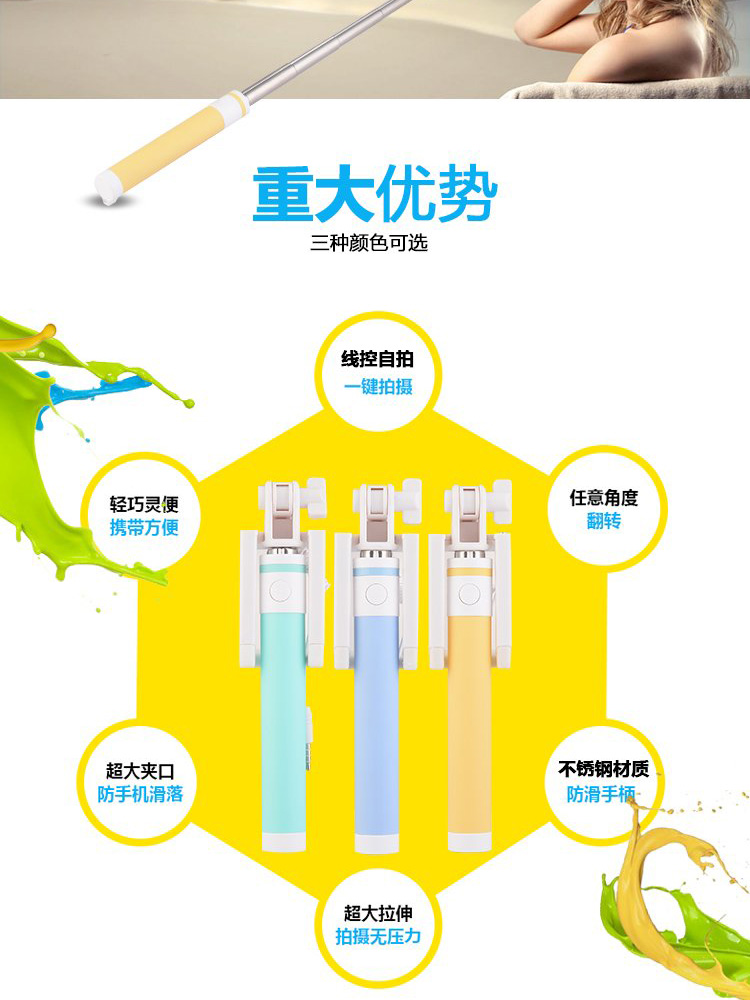 重大优势
三种颜色可选
线控自拍
一键拍摄
轻巧灵便
携带方便
任意角度
翻转
超大夹口
防手机滑落
不锈钢材质
防滑手柄
超大拉伸
拍摄无压力